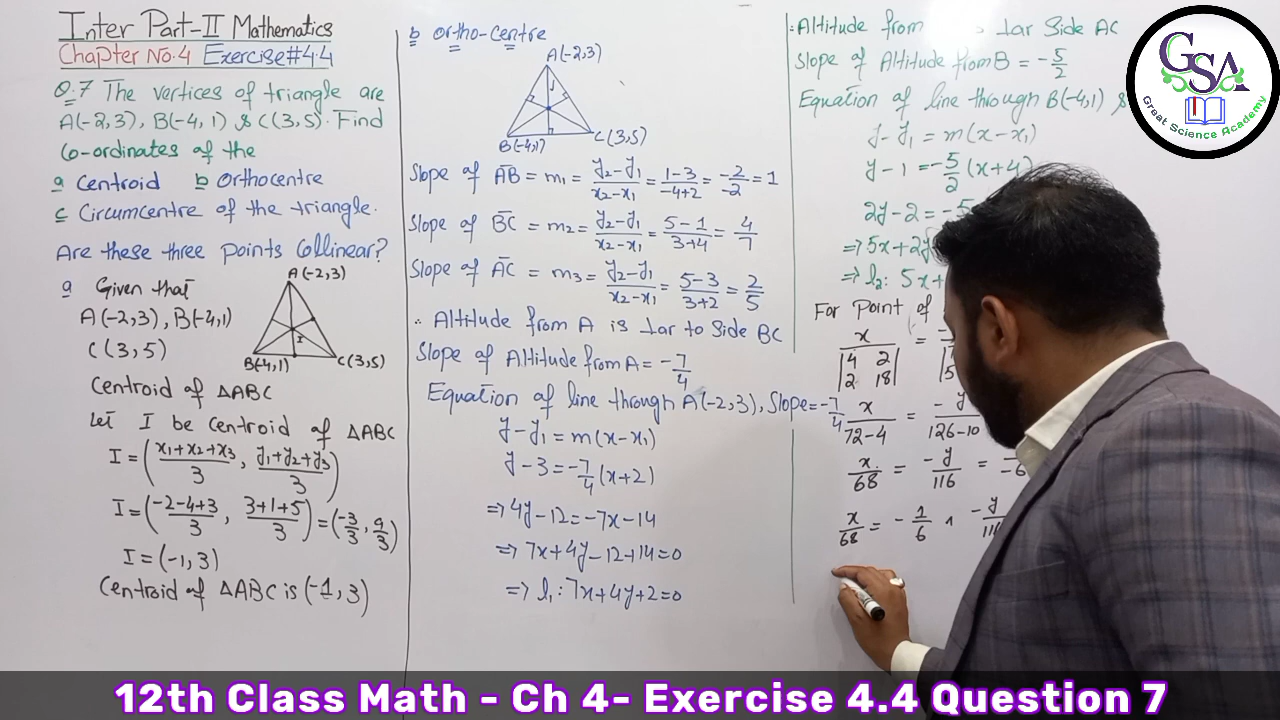 Inter Part-II Mathematics
Chapter No.4 Exercise#4.4
Q.7 The vertices of triangle are
A(-2,3), B(-4,1) & C(3,5). Find
Co-ordinates of the
a Centroid b Orthocentre
c Circumcentre of the triangle.
Are these three points Collinear?
a Given that
A(-2,3), B(-4,1)
C(3,5)
A(-2,3)
I
B(-4,1) C(3,5)
Centroid of ΔABC
Let I be Centroid of ΔABC
I = (x₁+x₂+x₃/3, y₁+y₂+y₃/3)
I = (-2-4+3/3, 3+1+5/3) = (-3/3, 9/3)
I = (-1,3)
Centroid of ΔABC is (-1,3)
b ortho-centre
A(-2,3)
B(-4,1) C(3,5)
Slope of AB = m₁ = y₂-y₁/x₂-x₁ = 1-3/-4+2 = -2/-2 = 1
Slope of BC = m₂ = y₂-y₁/x₂-x₁ = 5-1/3+4 = 4/7
Slope of AC = m₃ = y₂-y₁/x₂-x₁ = 5-3/3+2 = 2/5
∴ Altitude from A is ⊥ar to Side BC
Slope of Altitude from A = -7/4
Equation of line through A(-2,3), Slope = -7/4
y-y₁ = m(x-x₁)
y-3 = -7/4(x+2)
⇒ 4y-12 = -7x-14
⇒ 7x+4y-12+14=0
⇒ l₁: 7x+4y+2=0
∴ Altitude from ⊥ar Side AC
Slope of Altitude from B = -5/2
Equation of line through B(-4,1) &
y-y₁ = m(x-x₁)
y-1 = -5/2(x+4)
2y-2 = -5
⇒ 5x+2y
⇒ l₂: 5x+
For Point of
x/|4 2 2 18| = -
x/72-4 = -y/126-10
x/68 = -y/116 = -6
x/68 = -1/6 , -y/11
GSA
Great Science Academy
12th Class Math - Ch 4- Exercise 4.4 Question 7